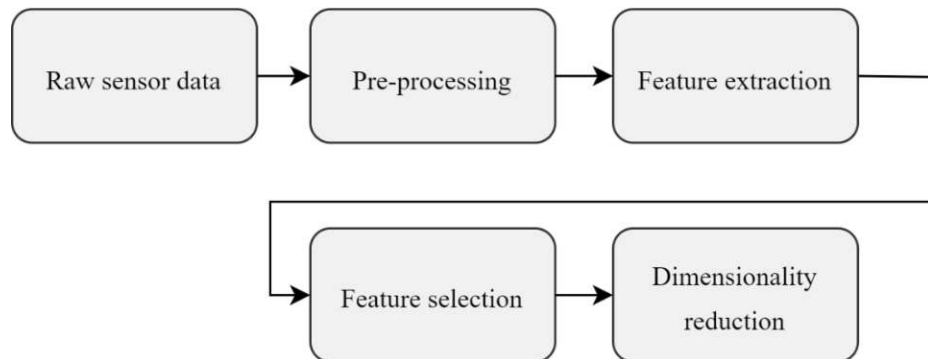 Raw sensor data
Pre-processing
Feature extraction
Feature selection
Dimensionality
reduction